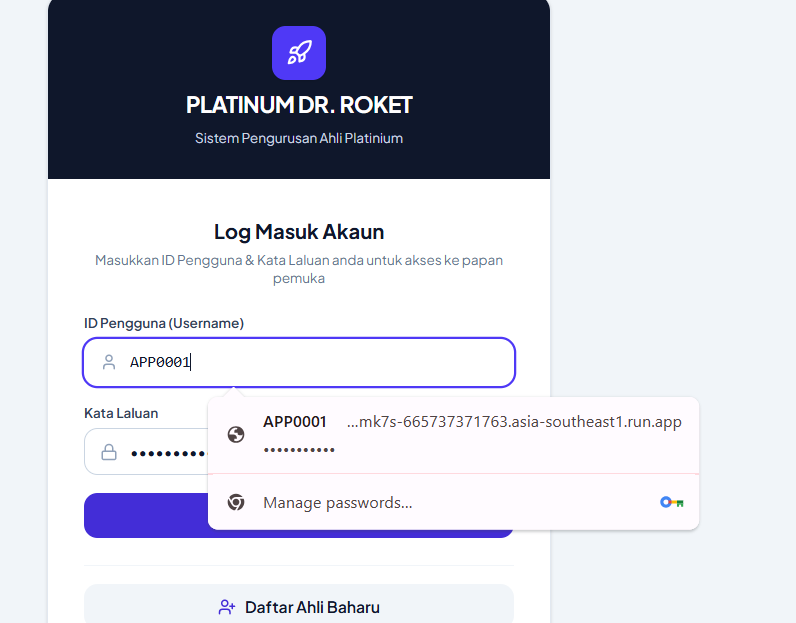 PLATINUM DR. ROKET
Sistem Pengurusan Ahli Platinium
Log Masuk Akaun
Masukkan ID Pengguna & Kata Laluan anda untuk akses ke papan
pemuka
ID Pengguna (Username)
APP0001
Kata Laluan
••••••••••
APP0001 ...mk7s-665737371763.asia-southeast1.run.app
•••••••••••
Manage passwords...
Daftar Ahli Baharu